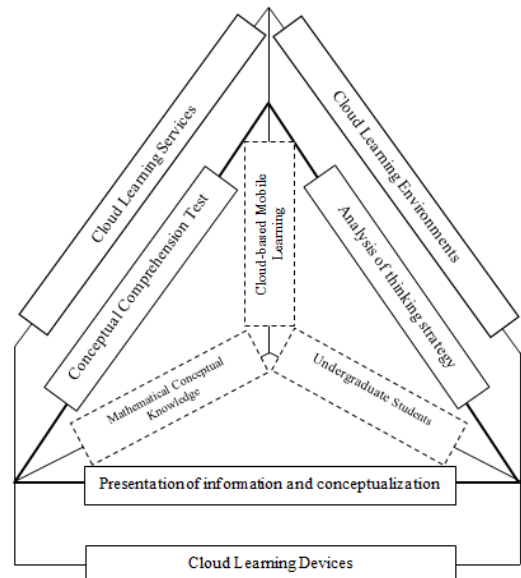 Cloud Learning Services
Cloud Learning Environments
Conceptual Comprehension Test
Cloud-based Mobile
Learning
Analysis of thinking
strategy
Mathematical Conceptual
Knowledge
Undergraduate Students
Presentation of information and conceptualization
Cloud Learning Devices